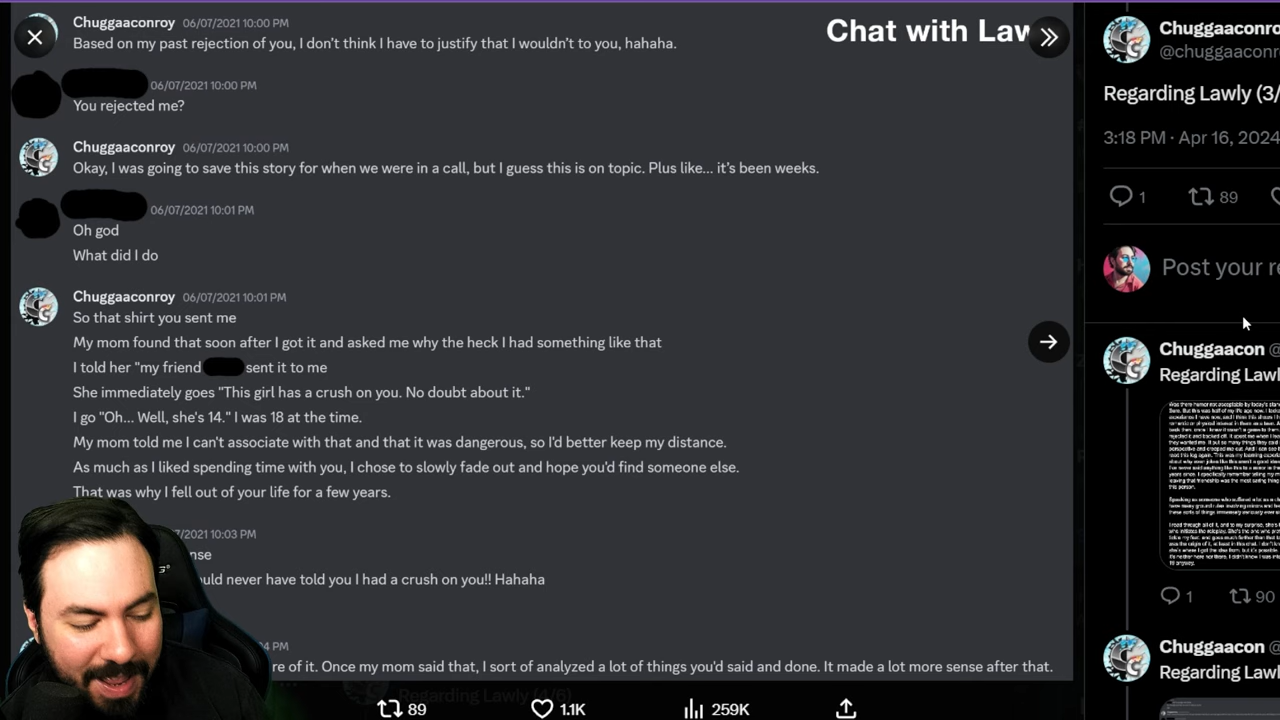 Chuggaaconroy 06/07/2021 10:00 PM
Based on my past rejection of you, I don't think I have to justify that I wouldn't to you, hahaha.
06/07/2021 10:00 PM
You rejected me?
Chuggaaconroy 06/07/2021 10:00 PM
Okay, I was going to save this story for when we were in a call, but I guess this is on topic. Plus like... it's been weeks.
06/07/2021 10:01 PM
Oh god
What did I do
Chuggaaconroy 06/07/2021 10:01 PM
So that shirt you sent me
My mom found that soon after I got it and asked me why the heck I had something like that
I told her "my friend sent it to me
She immediately goes "This girl has a crush on you. No doubt about it."
I go "Oh... Well, she's 14." I was 18 at the time.
My mom told me I can't associate with that and that it was dangerous, so I'd better keep my distance.
As much as I liked spending time with you, I chose to slowly fade out and hope you'd find someone else.
That was why I fell out of your life for a few years.
7/2021 10:03 PM
nse
ould never have told you I had a crush on you!! Hahaha
4 PM
re of it. Once my mom said that, I sort of analyzed a lot of things you'd said and done. It made a lot more sense after that.
Regarding Lawly (4/6)
89 1.1K 259K
Chat with Law
Chuggaaconro
@chuggaaconr
Regarding Lawly (3/
3:18 PM · Apr 16, 2024
1 89
Post your re
Chuggaacon @
Regarding Lawl
1 90
Chuggaacon @
Regarding Lawl